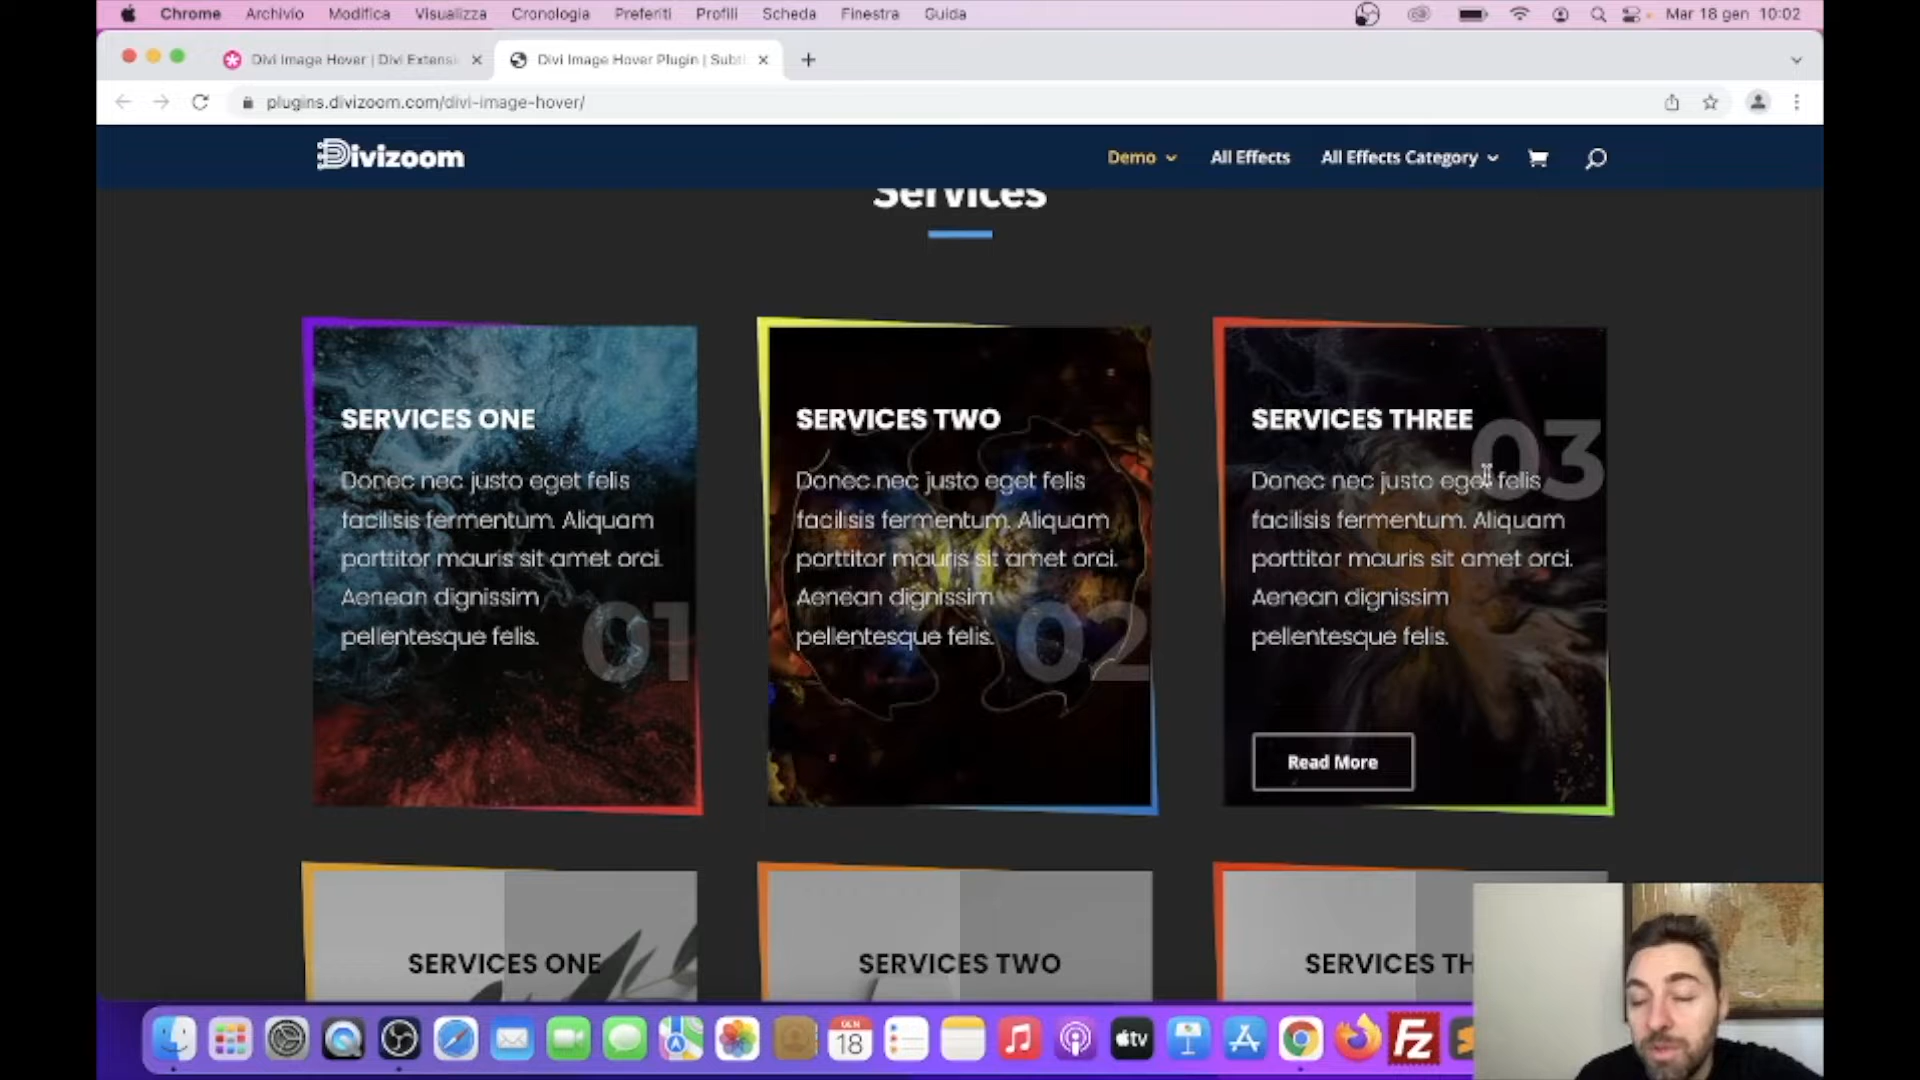 Chrome Archivio Modifica Visualizza Cronologia Preferiti Profili Scheda Finestra Guida Mar 18 gen 10:02
Divi Image Hover | Divi Extensi Divi Image Hover Plugin | Subtl
plugins.divizoom.com/divi-image-hover/
Divizoom Demo All Effects All Effects Category
Services
SERVICES ONE
Donec nec justo eget felis
facilisis fermentum. Aliquam
porttitor mauris sit amet orci.
Aenean dignissim
pellentesque felis.
01
SERVICES TWO
Donec nec justo eget felis
facilisis fermentum. Aliquam
porttitor mauris sit amet orci.
Aenean dignissim
pellentesque felis.
02
SERVICES THREE
03
Donec nec justo eget felis
facilisis fermentum. Aliquam
porttitor mauris sit amet orci.
Aenean dignissim
pellentesque felis.
Read More
SERVICES ONE
SERVICES TWO
SERVICES TH
GEN
18
tv
FZ